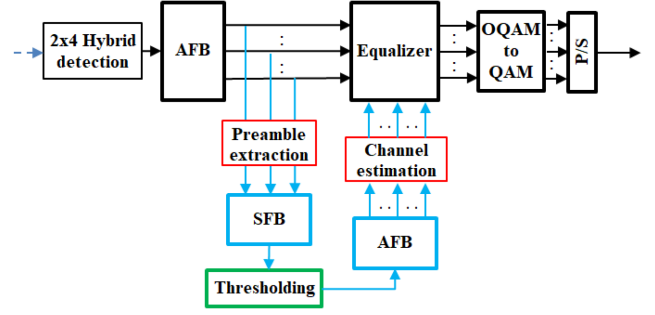 2x4 Hybrid
detection
AFB
Equalizer
OQAM
to
QAM
P/S
Preamble
extraction
Channel
estimation
SFB
AFB
Thresholding